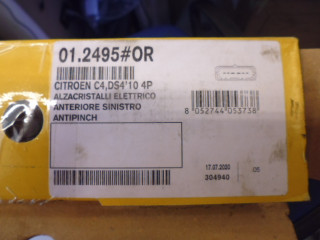 01.2495#OR
CITROEN C4,DS4'10 4P
ALZACRISTALLI ELETTRICO
ANTERIORE SINISTRO
ANTIPINCH
8 052744 053738
17.07.2020
304940